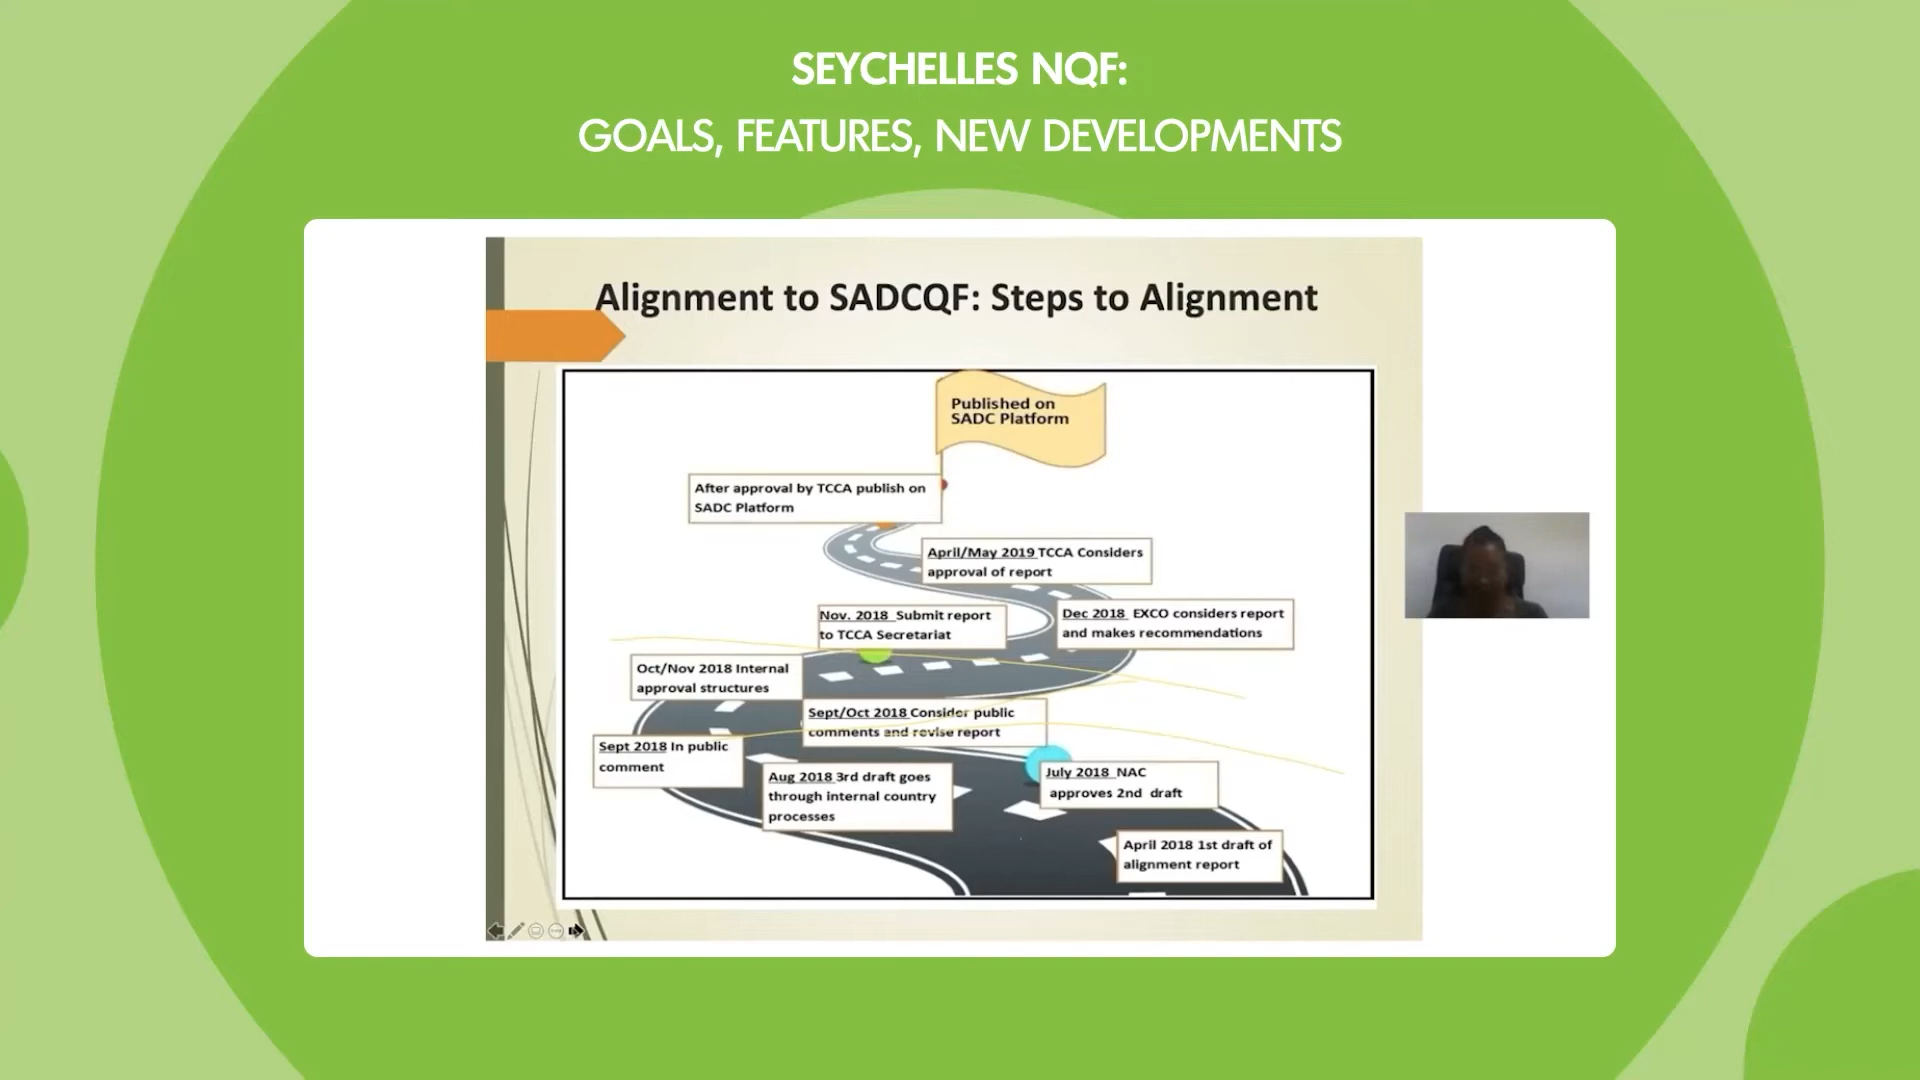 SEYCHELLES NQF:
GOALS, FEATURES, NEW DEVELOPMENTS
Alignment to SADCQF: Steps to Alignment
Published on
SADC Platform
After approval by TCCA publish on
SADC Platform
April/May 2019 TCCA Considers
approval of report
Nov. 2018 Submit report
to TCCA Secretariat
Dec 2018 EXCO considers report
and makes recommendations
Oct/Nov 2018 Internal
approval structures
Sept/Oct 2018 Consider public
comments and revise report
Sept 2018 In public
comment
Aug 2018 3rd draft goes
through internal country
processes
July 2018 NAC
approves 2nd draft
April 2018 1st draft of
alignment report